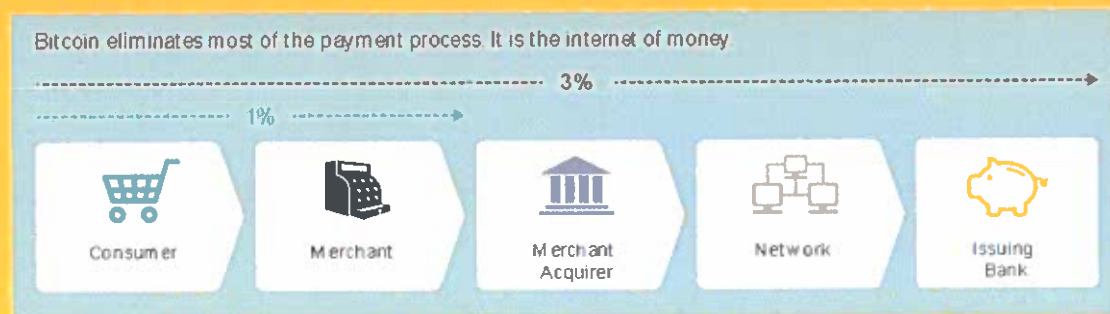 Bitcoin eliminates most of the payment process. It is the internet of money.
3%
1%
Consumer
Merchant
Merchant
Acquirer
Network
Issuing
Bank